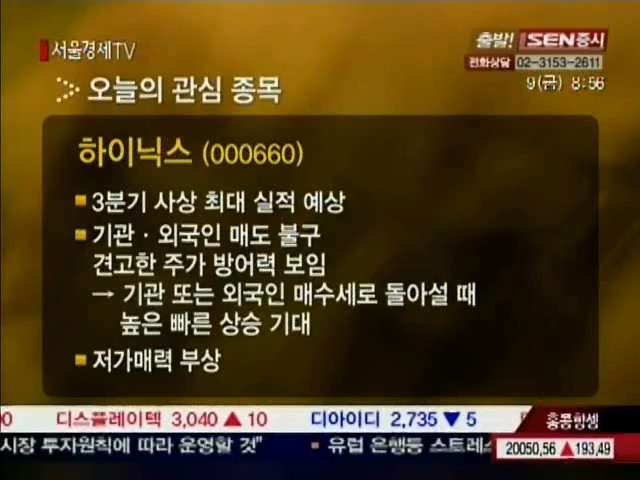 서울경제TV
출발! SEN증시
전화상담 02-3153-2611
오늘의 관심 종목
9(금) 8:56
하이닉스 (000660)
3분기 사상 최대 실적 예상
기관·외국인 매도 불구
견고한 주가 방어력 보임
→ 기관 또는 외국인 매수세로 돌아설 때
높은 빠른 상승 기대
저가매력 부상
0 디스플레이텍 3,040 ▲ 10 디아이디 2,735 ▼ 5
홍콩항셍
시장 투자원칙에 따라 운영할 것" ▪ 유럽 은행등 스트레스
20050,56 ▲193,49